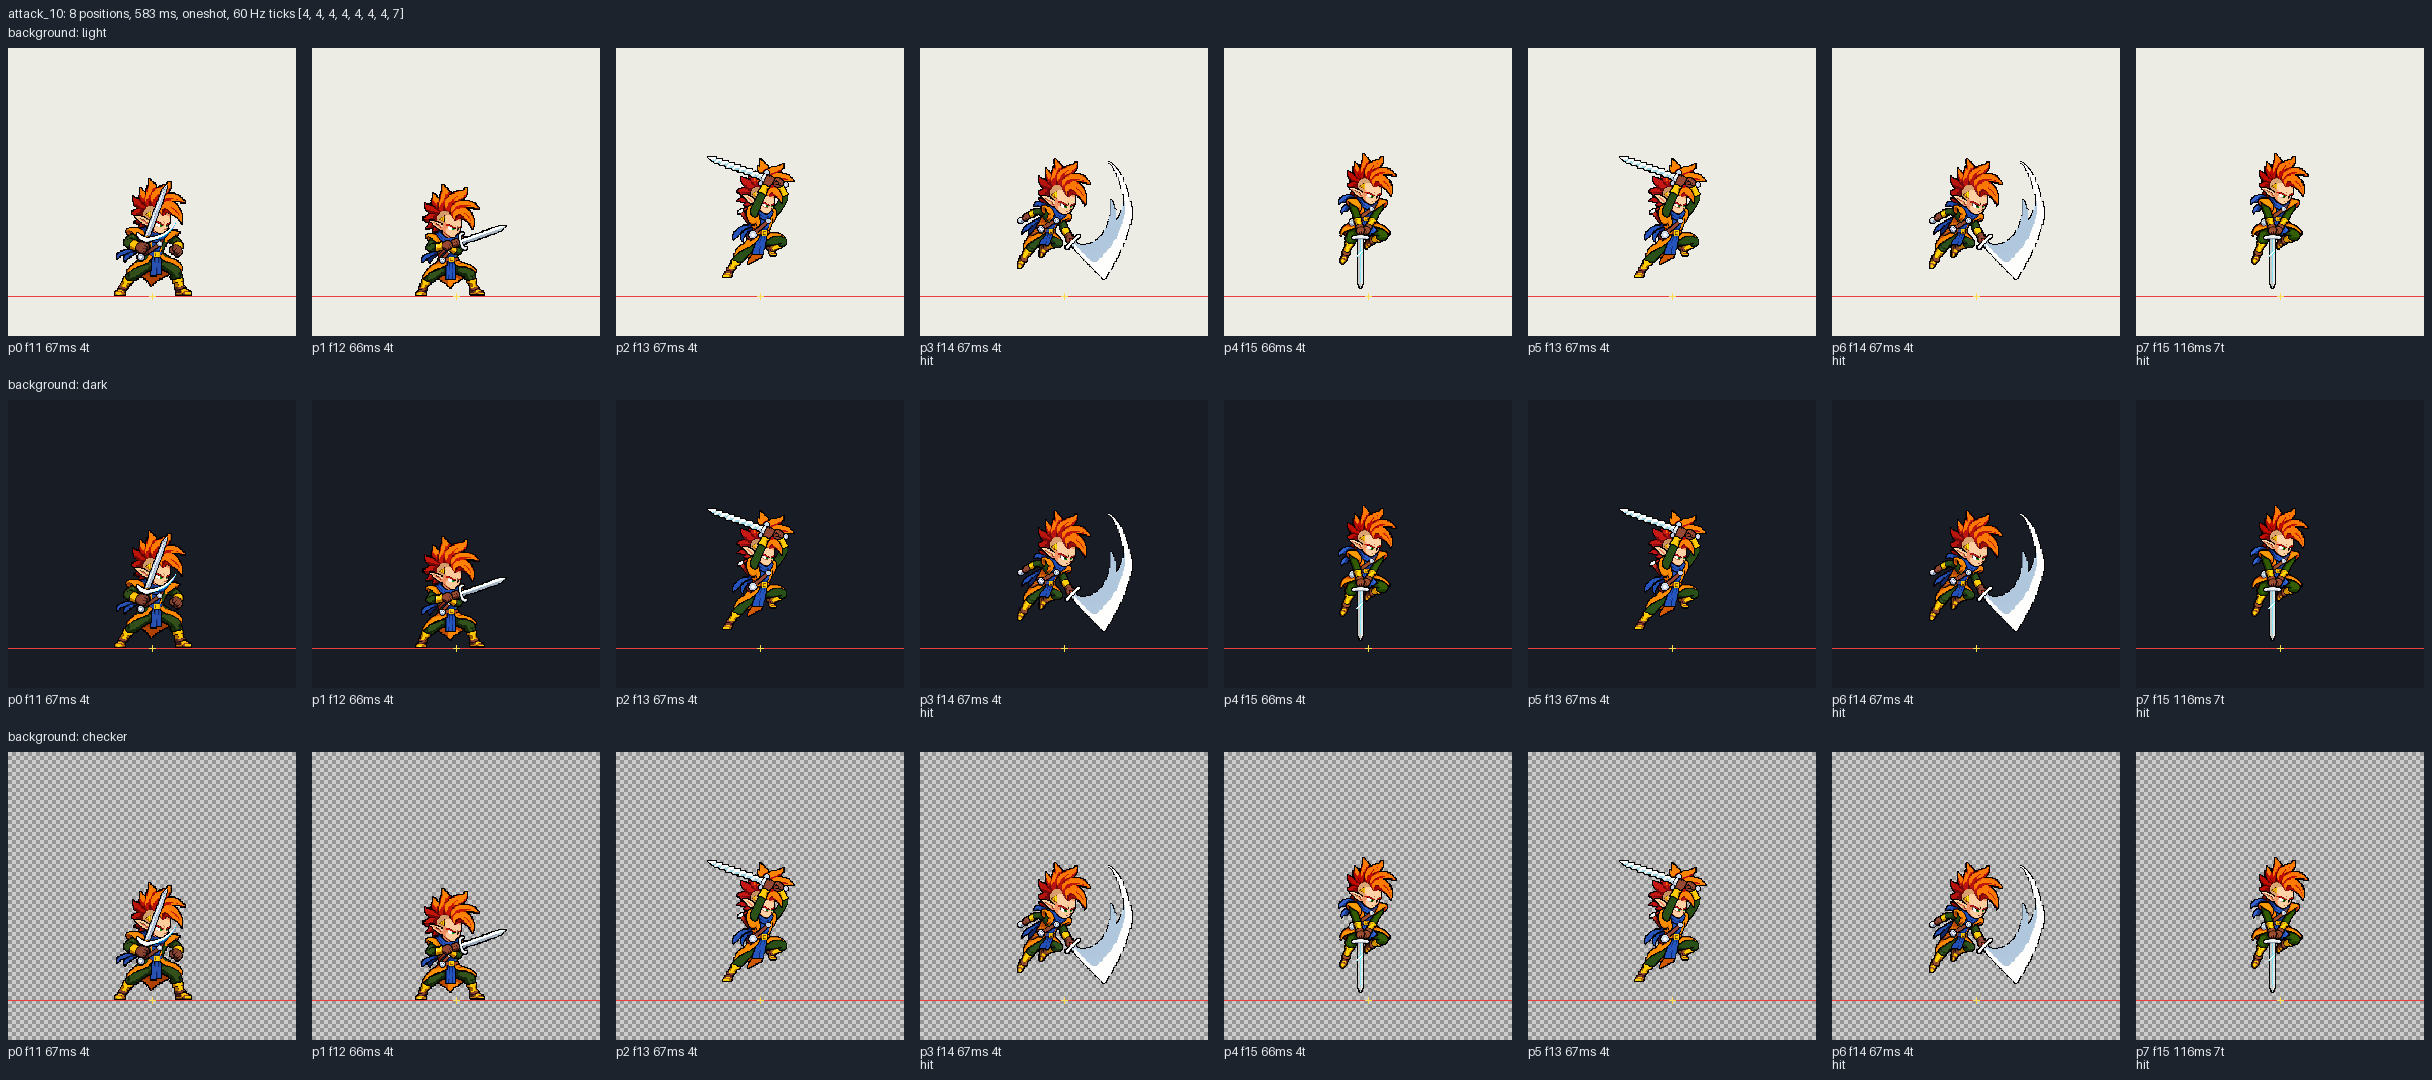 attack_10: 8 positions, 583 ms, oneshot, 60 Hz ticks [4, 4, 4, 4, 4, 4, 4, 7]
background: light
p0 f11 67ms 4t
p1 f12 66ms 4t
p2 f13 67ms 4t
p3 f14 67ms 4t
hit
p4 f15 66ms 4t
p5 f13 67ms 4t
p6 f14 67ms 4t
hit
p7 f15 116ms 7t
hit
background: dark
p0 f11 67ms 4t
p1 f12 66ms 4t
p2 f13 67ms 4t
p3 f14 67ms 4t
hit
p4 f15 66ms 4t
p5 f13 67ms 4t
p6 f14 67ms 4t
hit
p7 f15 116ms 7t
hit
background: checker
p0 f11 67ms 4t
p1 f12 66ms 4t
p2 f13 67ms 4t
p3 f14 67ms 4t
hit
p4 f15 66ms 4t
p5 f13 67ms 4t
p6 f14 67ms 4t
hit
p7 f15 116ms 7t
hit